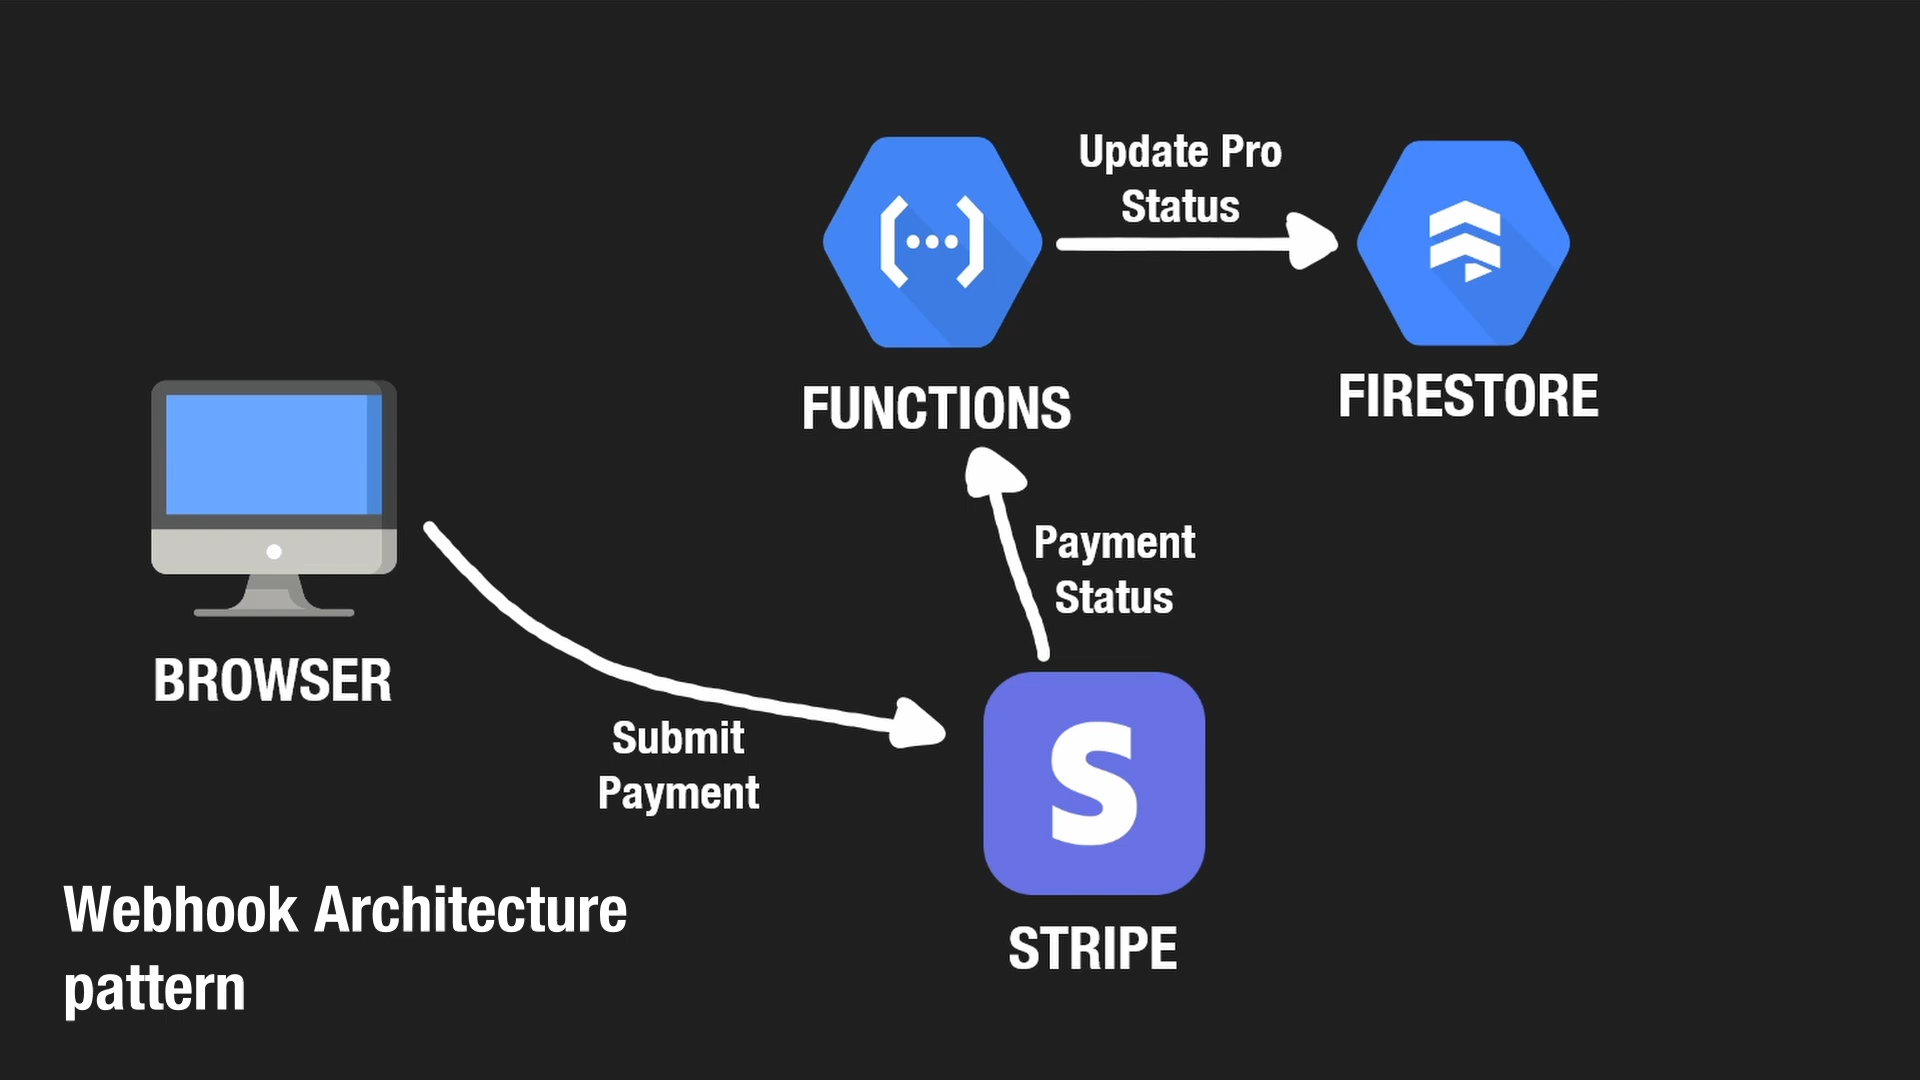 Update Pro
Status
FUNCTIONS
FIRESTORE
Payment
Status
BROWSER
Submit
Payment
S
STRIPE
Webhook Architecture
pattern